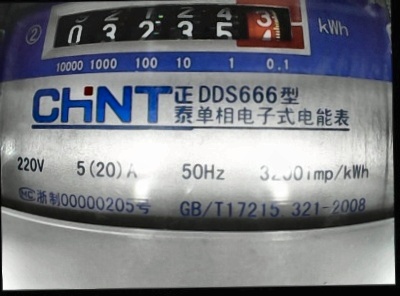 ② 0 3 2 3 5 kWh
10000 1000 100 10 1 0.1
CHNT 正泰 DDS666型
单相电子式电能表
220V 5(20)A 50Hz 3200imp/kWh
浙制00000205号 GB/T17215.321-2008